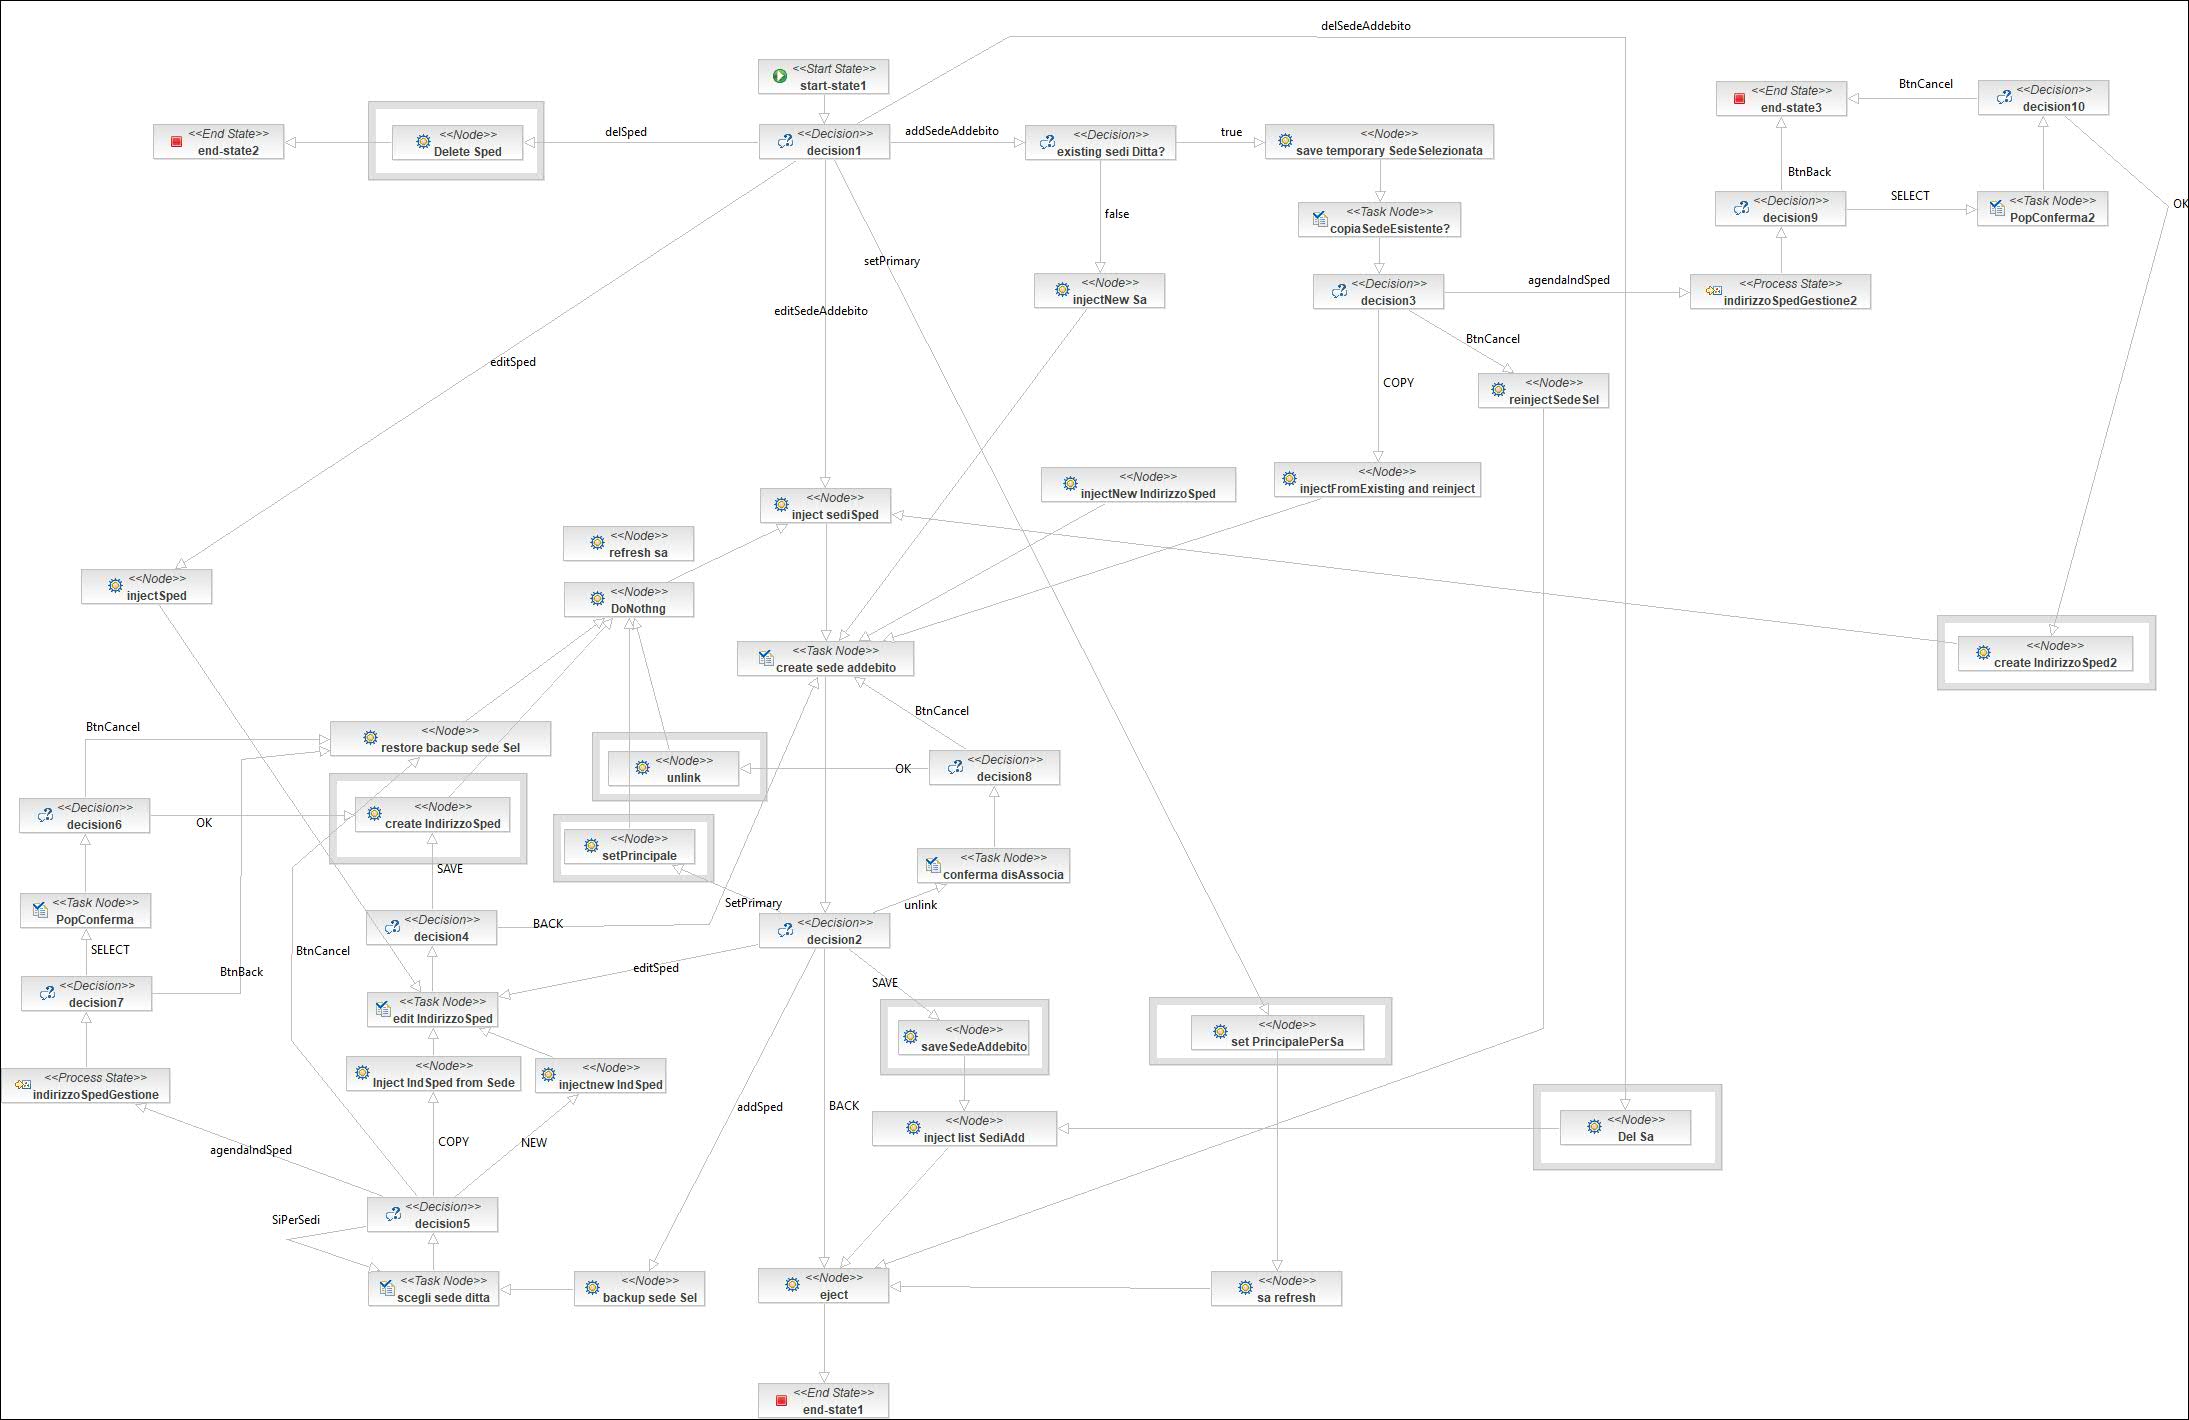 delSedeAddebito
<<Start State>>
start-state1
<<End State>>
end-state3
BtnCancel
<<Decision>>
decision10
<<End State>>
end-state2
<<Node>>
Delete Sped
delSped
<<Decision>>
decision1
addSedeAddebito
<<Decision>>
existing sedi Ditta?
true
<<Node>>
save temporary SedeSelezionata
BtnBack
false
<<Task Node>>
copiaSedeEsistente?
<<Decision>>
decision9
SELECT
<<Task Node>>
PopConferma2
OK
setPrimary
<<Node>>
injectNew Sa
<<Decision>>
decision3
agendaIndSped
<<Process State>>
indirizzoSpedGestione2
editSedeAddebito
BtnCancel
editSped
COPY
<<Node>>
reinjectSedeSel
<<Node>>
inject sediSped
<<Node>>
injectNew IndirizzoSped
<<Node>>
injectFromExisting and reinject
<<Node>>
refresh sa
<<Node>>
injectSped
<<Node>>
DoNothng
<<Task Node>>
create sede addebito
<<Node>>
create IndirizzoSped2
BtnCancel
<<Node>>
restore backup sede Sel
BtnCancel
<<Node>>
unlink
OK
<<Decision>>
decision8
<<Decision>>
decision6
OK
<<Node>>
create IndirizzoSped
<<Node>>
setPrincipale
SAVE
<<Task Node>>
conferma disAssocia
<<Task Node>>
PopConferma
<<Decision>>
decision4
BACK
SetPrimary
<<Decision>>
decision2
unlink
SELECT
BtnCancel
BtnBack
editSped
SAVE
<<Decision>>
decision7
<<Task Node>>
edit IndirizzoSped
<<Node>>
saveSedeAddebito
<<Node>>
set PrincipalePerSa
<<Process State>>
indirizzoSpedGestione
<<Node>>
Inject IndSped from Sede
<<Node>>
injectnew IndSped
addSped
BACK
<<Node>>
inject list SediAdd
<<Node>>
Del Sa
agendaIndSped
COPY
NEW
<<Decision>>
decision5
SiPerSedi
<<Task Node>>
scegli sede ditta
<<Node>>
backup sede Sel
<<Node>>
eject
<<Node>>
sa refresh
<<End State>>
end-state1